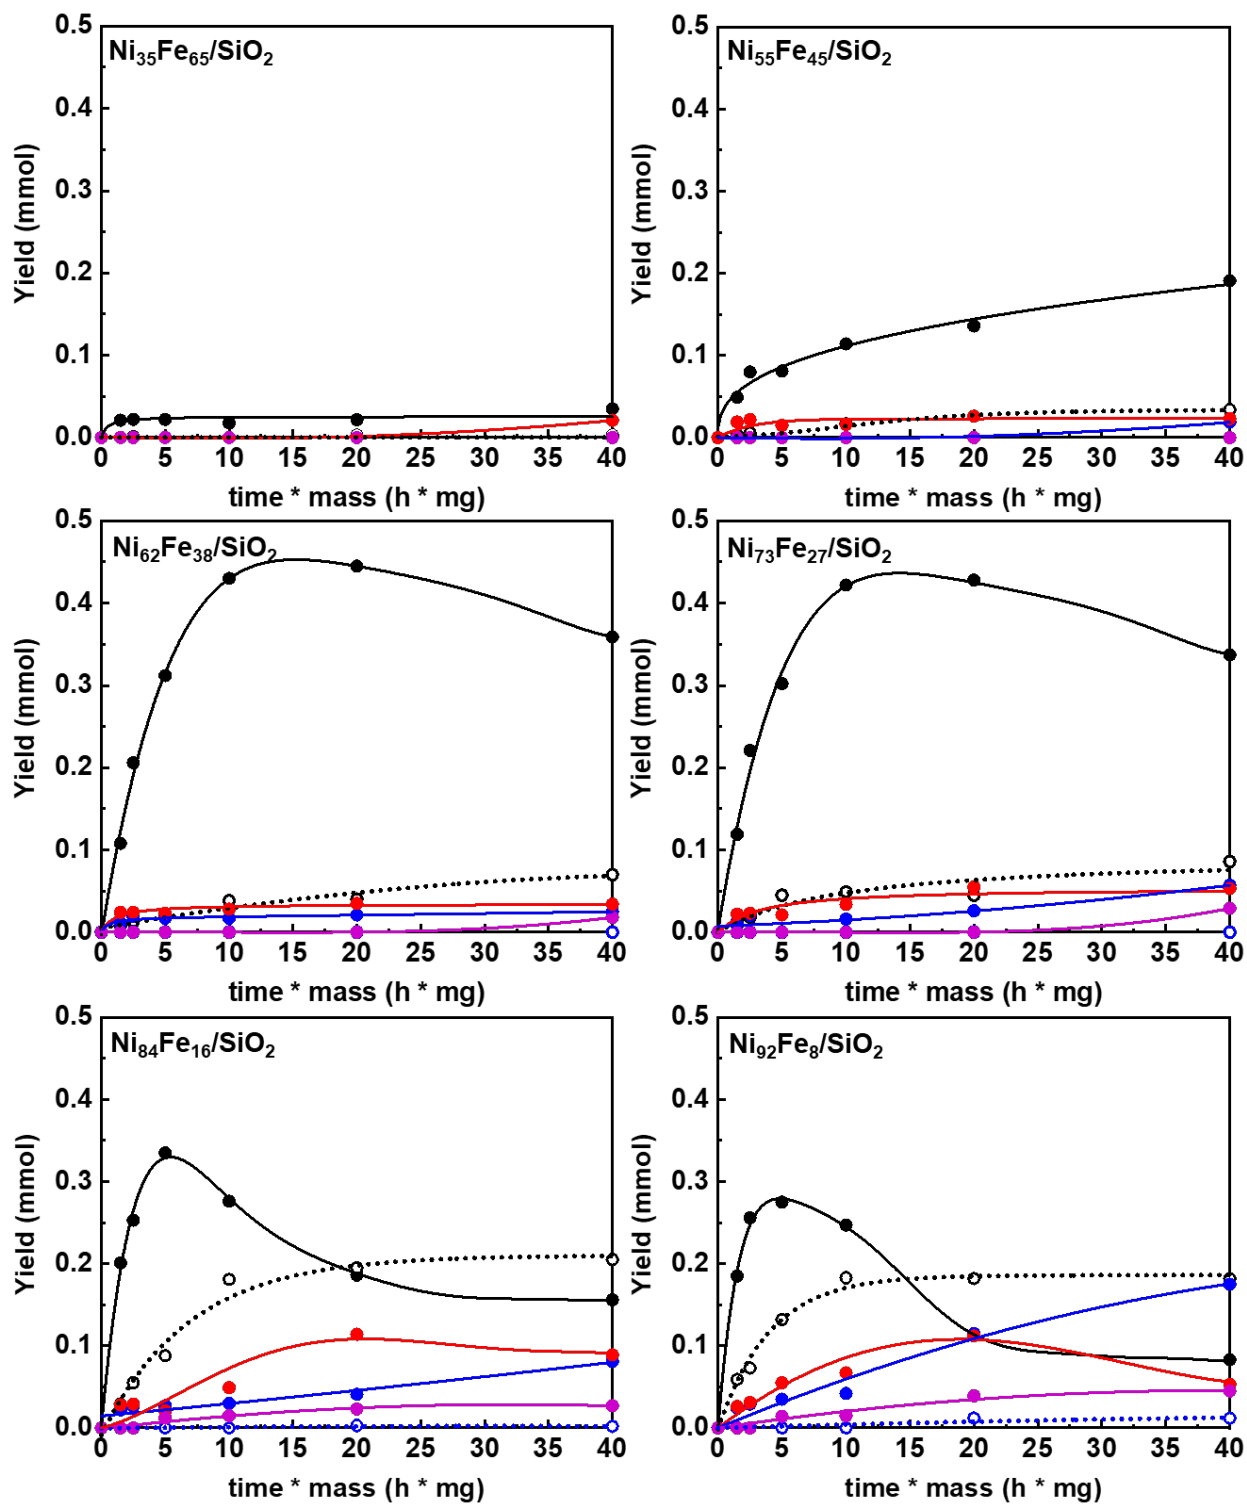 Ni₃₅Fe₆₅/SiO₂
0.5
0.4
0.3
0.2
0.1
0.0
Yield (mmol)
0 5 10 15 20 25 30 35 40
time * mass (h * mg)
Ni₅₅Fe₄₅/SiO₂
0.5
0.4
0.3
0.2
0.1
0.0
Yield (mmol)
0 5 10 15 20 25 30 35 40
time * mass (h * mg)
Ni₆₂Fe₃₈/SiO₂
0.5
0.4
0.3
0.2
0.1
0.0
Yield (mmol)
0 5 10 15 20 25 30 35 40
time * mass (h * mg)
Ni₇₃Fe₂₇/SiO₂
0.5
0.4
0.3
0.2
0.1
0.0
Yield (mmol)
0 5 10 15 20 25 30 35 40
time * mass (h * mg)
Ni₈₄Fe₁₆/SiO₂
0.5
0.4
0.3
0.2
0.1
0.0
Yield (mmol)
0 5 10 15 20 25 30 35 40
time * mass (h * mg)
Ni₉₂Fe₈/SiO₂
0.5
0.4
0.3
0.2
0.1
0.0
Yield (mmol)
0 5 10 15 20 25 30 35 40
time * mass (h * mg)